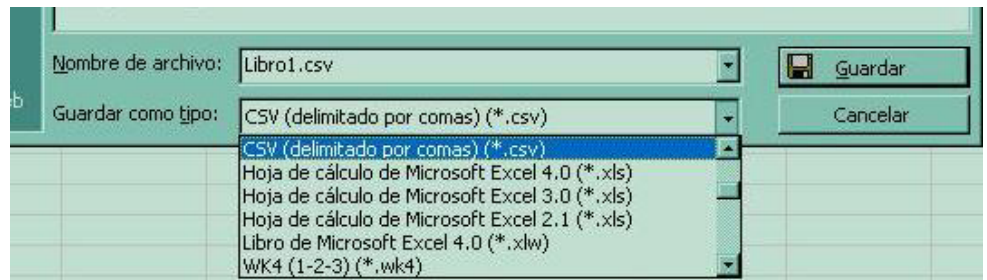 Nombre de archivo: Libro1.csv Guardar
eb Guardar como tipo: CSV (delimitado por comas) (*.csv) Cancelar
CSV (delimitado por comas) (*.csv)
Hoja de cálculo de Microsoft Excel 4.0 (*.xls)
Hoja de cálculo de Microsoft Excel 3.0 (*.xls)
Hoja de cálculo de Microsoft Excel 2.1 (*.xls)
Libro de Microsoft Excel 4.0 (*.xlw)
WK4 (1-2-3) (*.wk4)